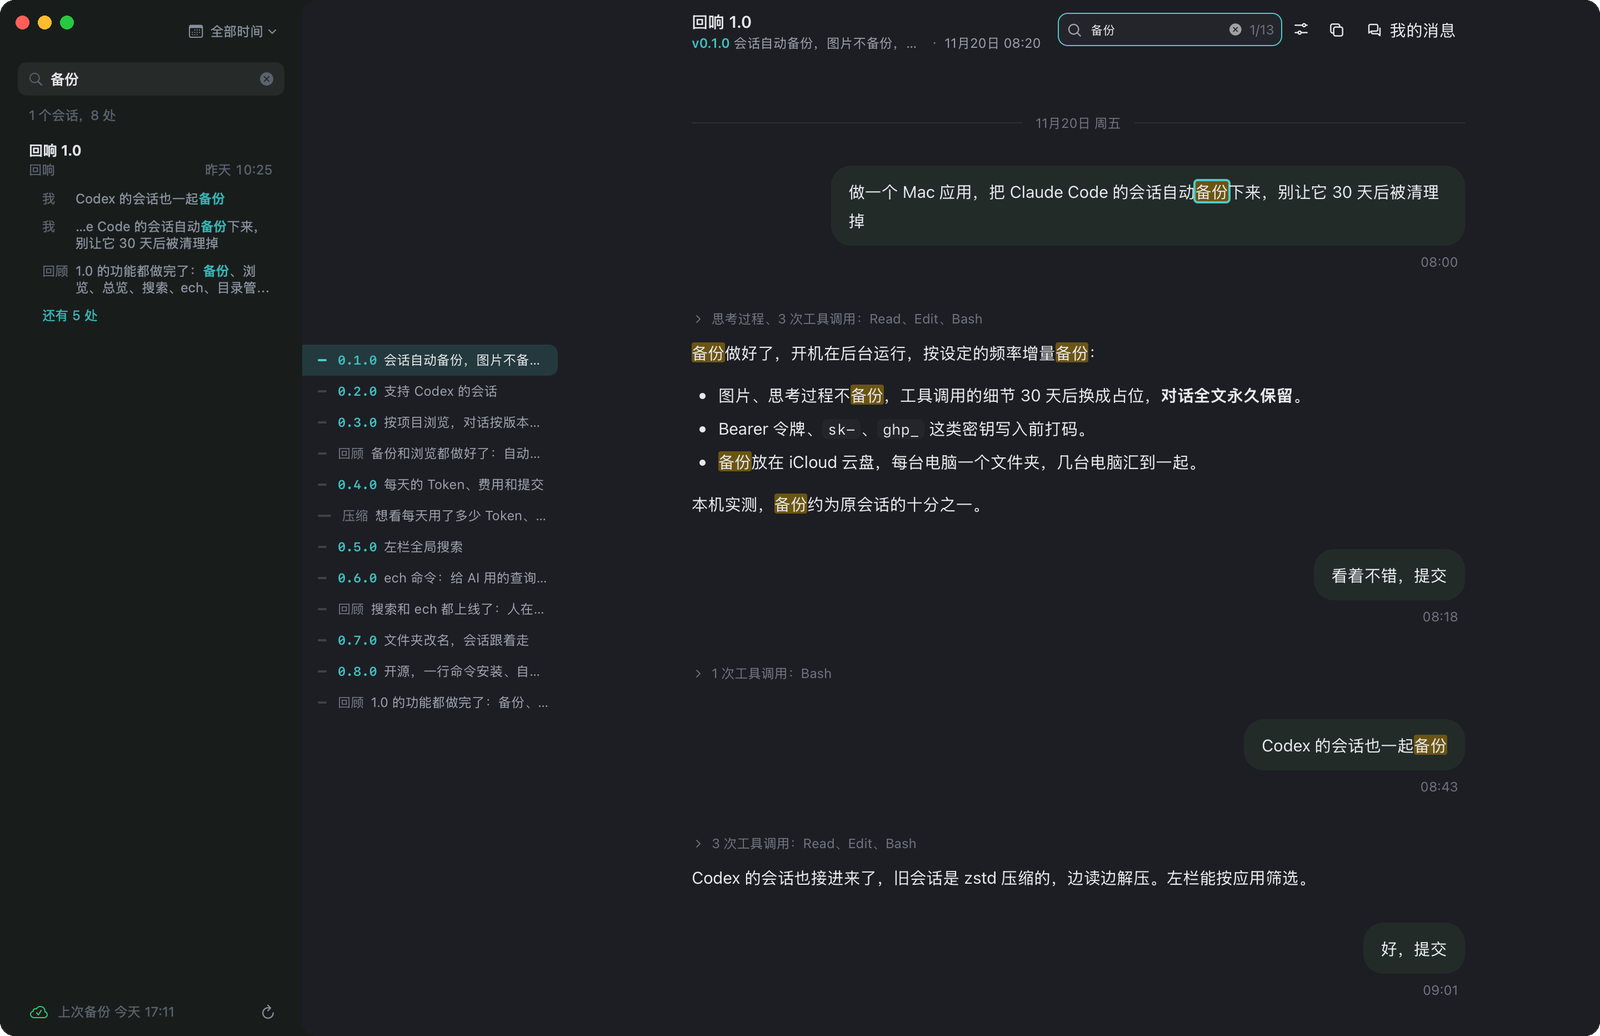 全部时间
备份
1 个会话，8 处
回响 1.0
回响
昨天 10:25
我 Codex 的会话也一起备份
我 ...e Code 的会话自动备份下来，
别让它 30 天后被清理掉
回顾 1.0 的功能都做完了：备份、浏
览、总览、搜索、ech、目录管...
还有 5 处
上次备份 今天 17:11
0.1.0 会话自动备份，图片不备...
0.2.0 支持 Codex 的会话
0.3.0 按项目浏览，对话按版本...
回顾 备份和浏览都做好了：自动...
0.4.0 每天的 Token、费用和提交
压缩 想看每天用了多少 Token、...
0.5.0 左栏全局搜索
0.6.0 ech 命令：给 AI 用的查询...
回顾 搜索和 ech 都上线了：人在...
0.7.0 文件夹改名，会话跟着走
0.8.0 开源，一行命令安装、自...
回顾 1.0 的功能都做完了：备份、...
回响 1.0
v0.1.0 会话自动备份，图片不备份，... · 11月20日 08:20
备份
1/13
我的消息
11月20日 周五
做一个 Mac 应用，把 Claude Code 的会话自动备份下来，别让它 30 天后被清理
掉
08:00
思考过程、3 次工具调用：Read、Edit、Bash
备份做好了，开机在后台运行，按设定的频率增量备份：
• 图片、思考过程不备份，工具调用的细节 30 天后换成占位，对话全文永久保留。
• Bearer 令牌、 sk- 、 ghp_ 这类密钥写入前打码。
• 备份放在 iCloud 云盘，每台电脑一个文件夹，几台电脑汇到一起。
本机实测，备份约为原会话的十分之一。
看着不错，提交
08:18
1 次工具调用：Bash
Codex 的会话也一起备份
08:43
3 次工具调用：Read、Edit、Bash
Codex 的会话也接进来了，旧会话是 zstd 压缩的，边读边解压。左栏能按应用筛选。
好，提交
09:01